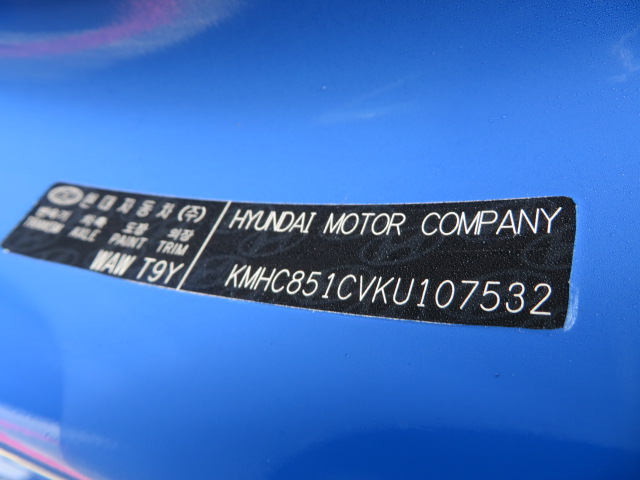 현대자동차(주)
변속기 차축 도장 의장
TRANSM AXLE PAINT TRIM
WAW T9Y
HYUNDAI MOTOR COMPANY
KMHC851CVKU107532